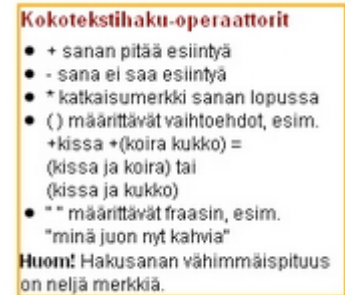 Kokotekstihaku-operaattorit
● + sanan pitää esiintyä
● - sana ei saa esiintyä
● * katkaisumerkki sanan lopussa
● ( ) määrittävät vaihtoehdot, esim.
+kissa +(koira kukko) =
(kissa ja koira) tai
(kissa ja kukko)
● " " määrittävät fraasin, esim.
"minä juon nyt kahvia"
Huom! Hakusanan vähimmäispituus
on neljä merkkiä.